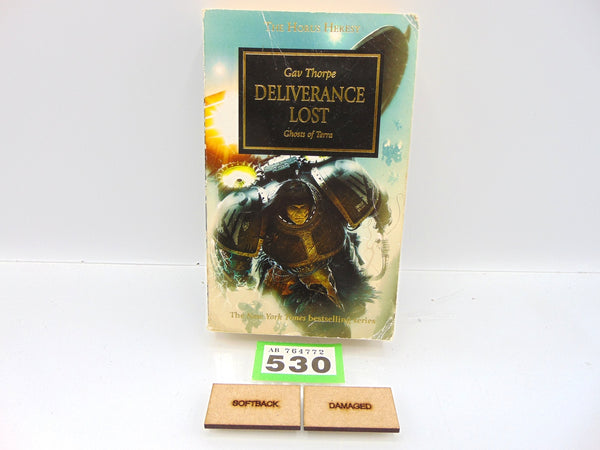 The Horus Heresy
Gav Thorpe
DELIVERANCE
LOST
Ghosts of Terra
The New York Times bestselling series
AB 764772
530
SOFTBACK
DAMAGED